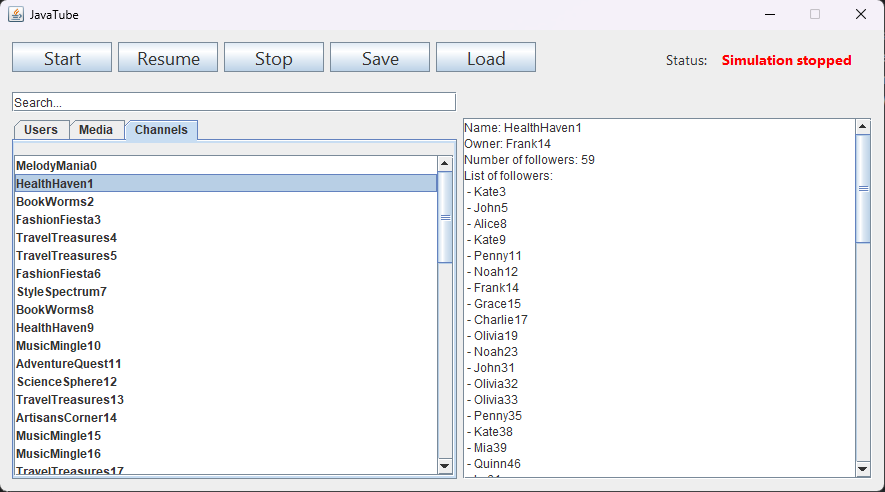 JavaTube
Start Resume Stop Save Load
Status: Simulation stopped
Search...
Users Media Channels
MelodyMania0
HealthHaven1
BookWorms2
FashionFiesta3
TravelTreasures4
TravelTreasures5
FashionFiesta6
StyleSpectrum7
BookWorms8
HealthHaven9
MusicMingle10
AdventureQuest11
ScienceSphere12
TravelTreasures13
ArtisansCorner14
MusicMingle15
MusicMingle16
TravelTreasures17
Name: HealthHaven1
Owner: Frank14
Number of followers: 59
List of followers:
- Kate3
- John5
- Alice8
- Kate9
- Penny11
- Noah12
- Frank14
- Grace15
- Charlie17
- Olivia19
- Noah23
- John31
- Olivia32
- Olivia33
- Penny35
- Kate38
- Mia39
- Quinn46